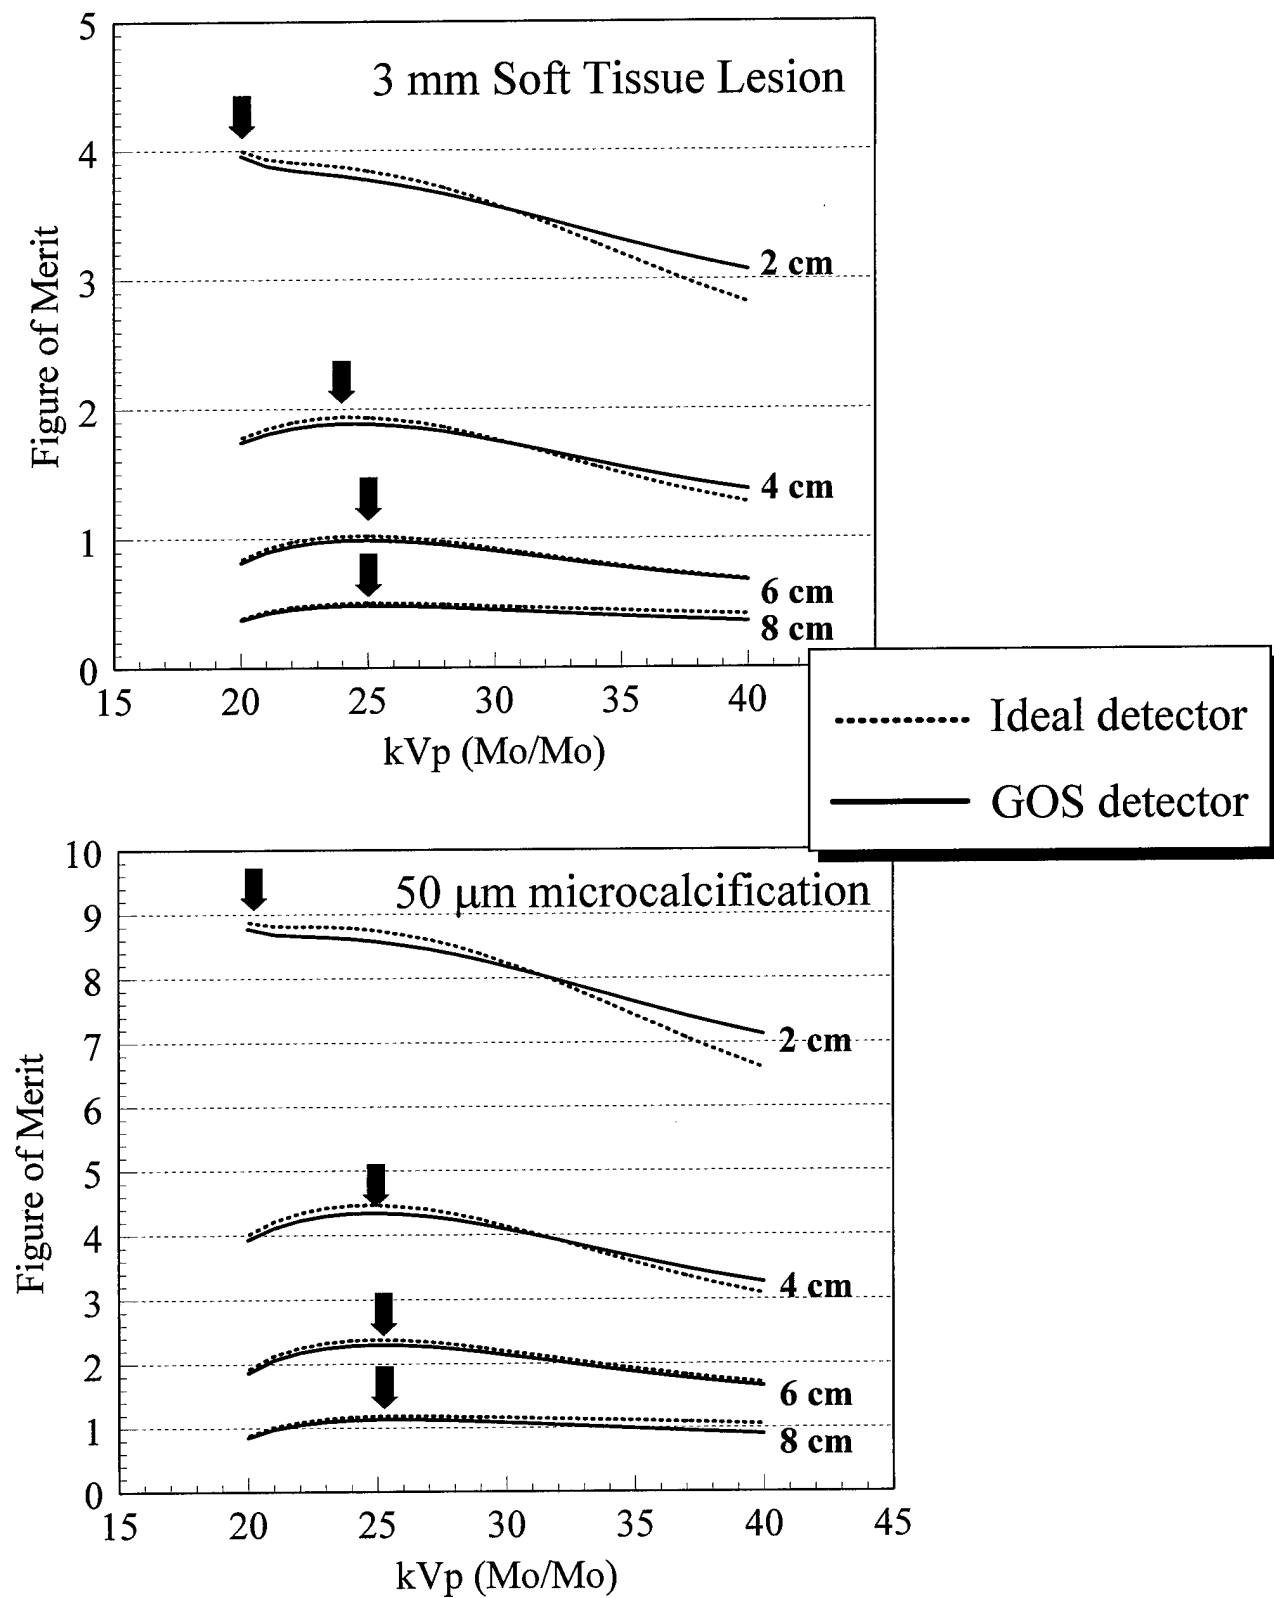 5
3 mm Soft Tissue Lesion
4
3
2 cm
2
4 cm
1
6 cm
8 cm
0
15 20 25 30 35 40
Figure of Merit
kVp (Mo/Mo)
Ideal detector
GOS detector
10
50 μm microcalcification
9
8
7
2 cm
6
5
4
4 cm
3
2
6 cm
1
8 cm
0
15 20 25 30 35 40 45
Figure of Merit
kVp (Mo/Mo)